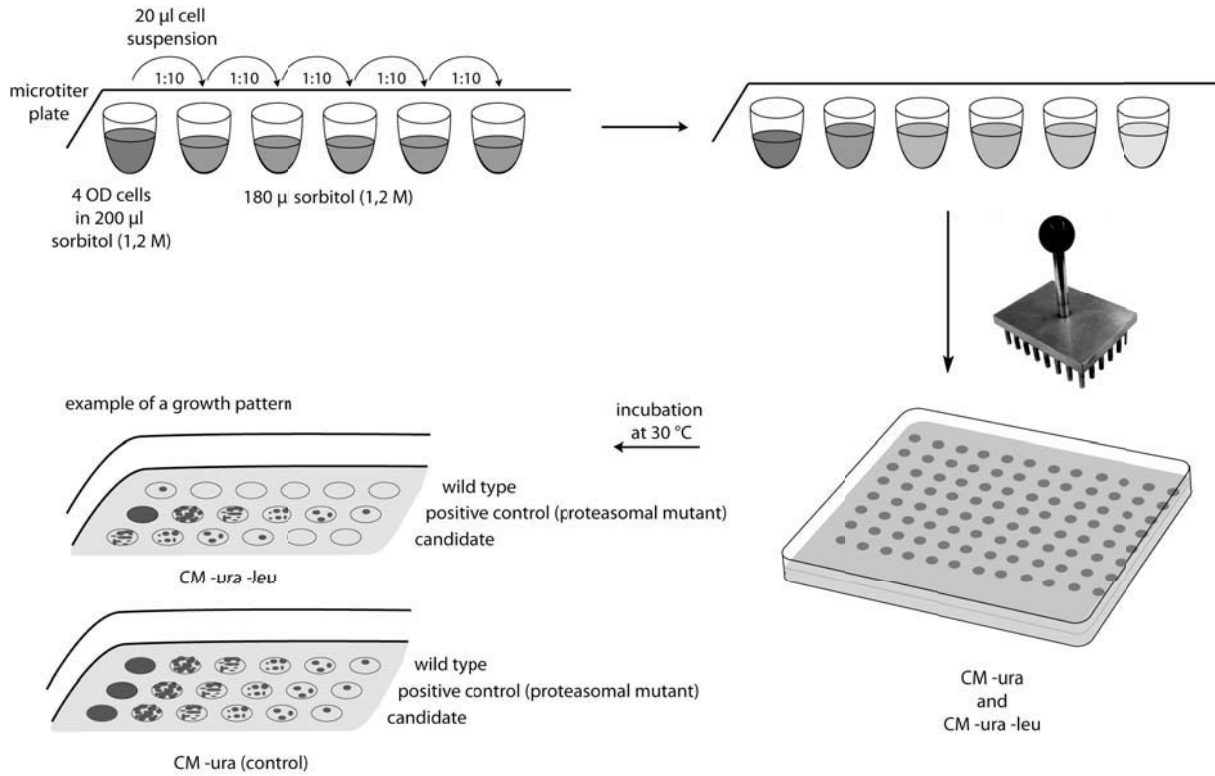 20 µl cell
suspension
1:10 1:10 1:10 1:10 1:10
microtiter
plate
4 OD cells
in 200 µl
sorbitol (1,2 M)
180 µ sorbitol (1,2 M)
incubation
at 30 °C
example of a growth pattern
wild type
positive control (proteasomal mutant)
candidate
CM -ura -leu
wild type
positive control (proteasomal mutant)
candidate
CM -ura (control)
CM -ura
and
CM -ura -leu